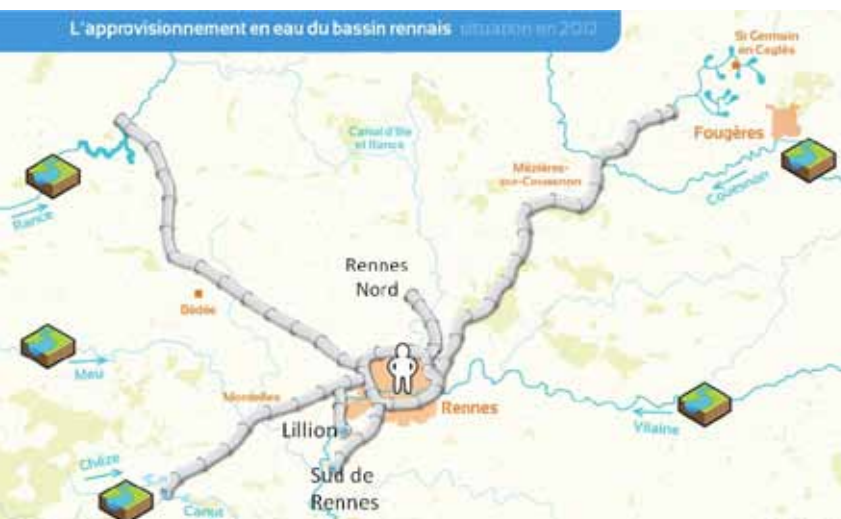 L'approvisionnement en eau du bassin rennais situation en 2012
St Germain
en Coglès
Fougères
Canal d'Ille
et Rance
Mézières-
sur-Couesnon
Couesnon
Rance
Rennes
Nord
Bédée
Meu
Mordelles
Rennes
Lillion
Vilaine
Chèze
Sud de
Rennes
Canut